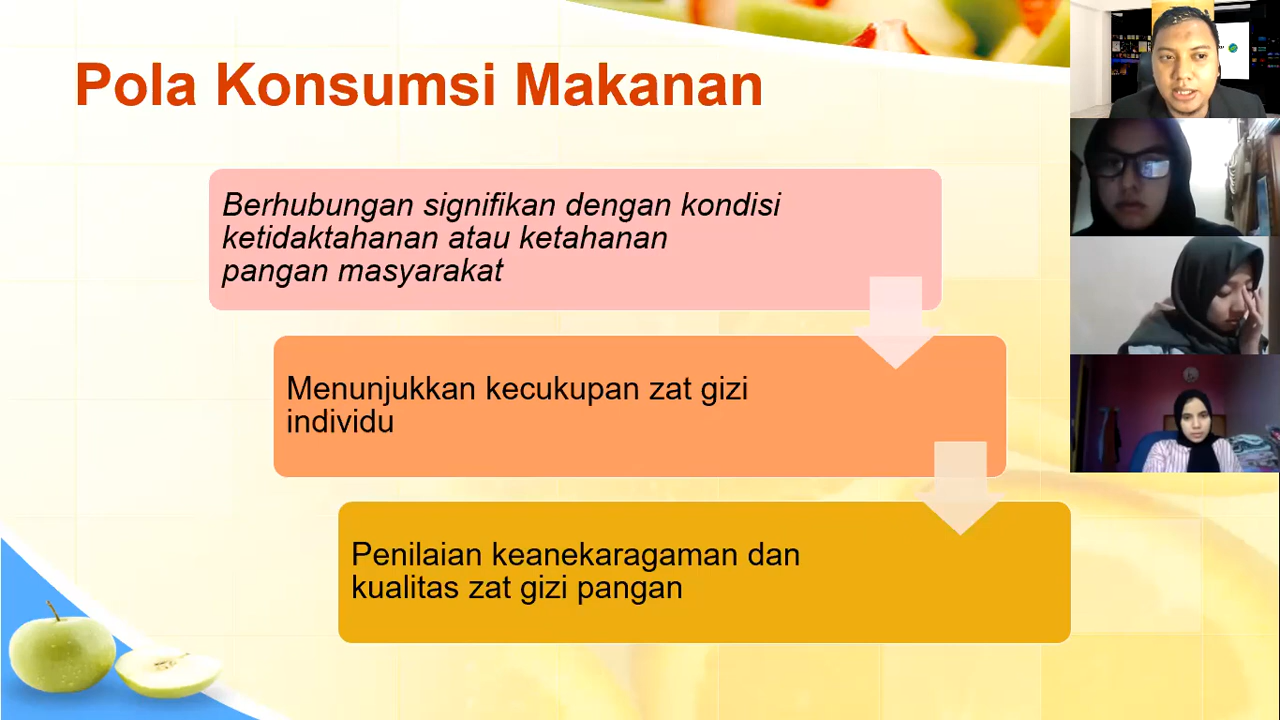 Pola Konsumsi Makanan
Berhubungan signifikan dengan kondisi
ketidaktahanan atau ketahanan
pangan masyarakat
Menunjukkan kecukupan zat gizi
individu
Penilaian keanekaragaman dan
kualitas zat gizi pangan